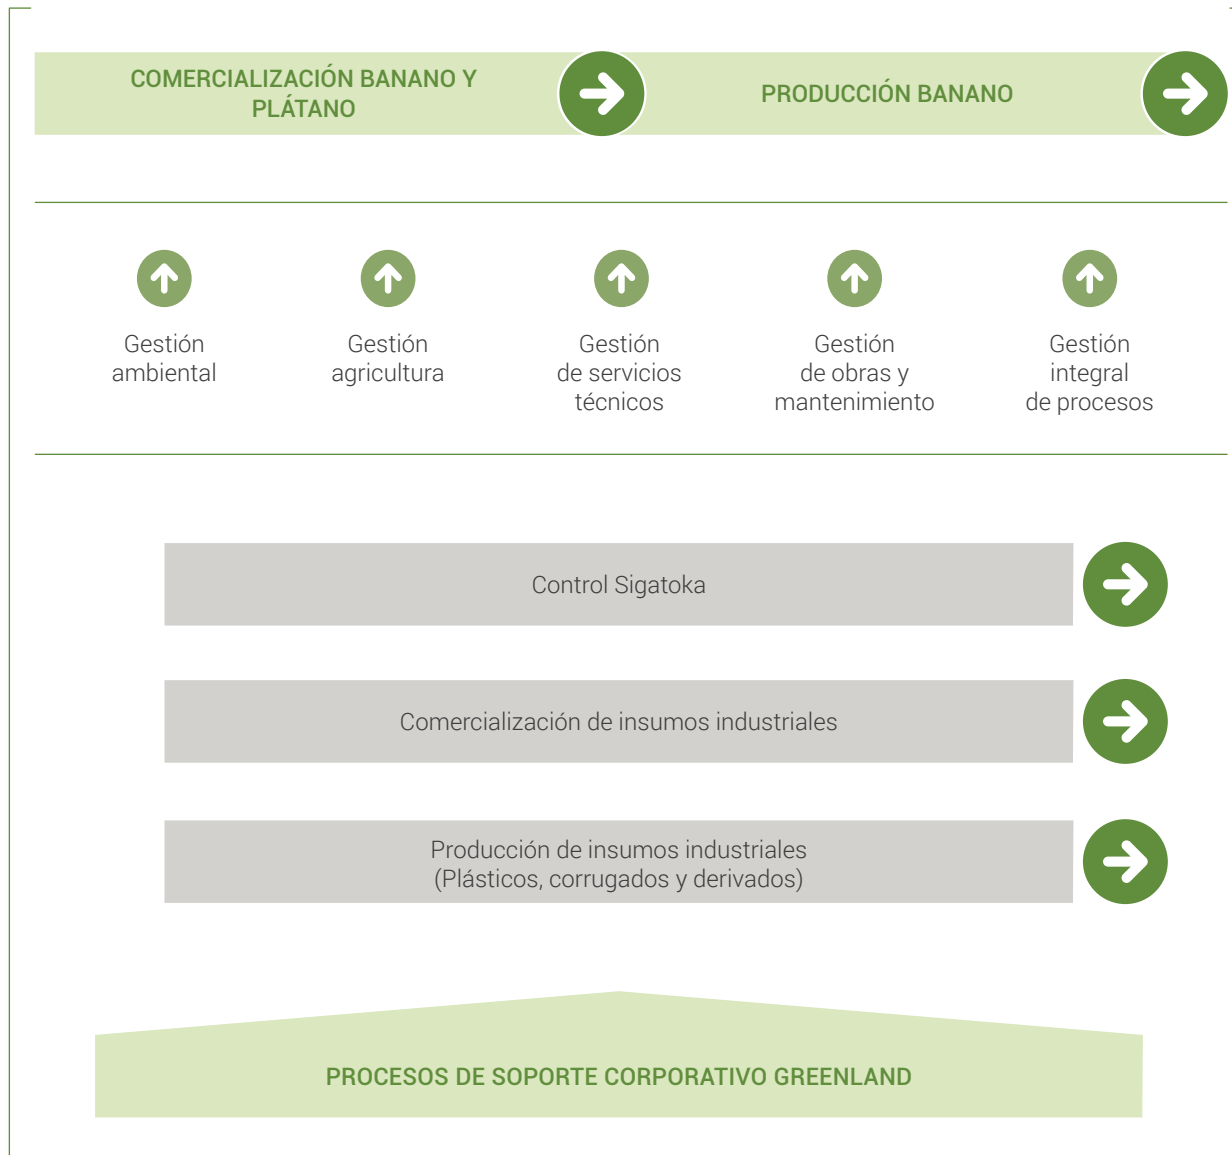 COMERCIALIZACIÓN BANANO Y
PLÁTANO
PRODUCCIÓN BANANO
Gestión
ambiental
Gestión
agricultura
Gestión
de servicios
técnicos
Gestión
de obras y
mantenimiento
Gestión
integral
de procesos
Control Sigatoka
Comercialización de insumos industriales
Producción de insumos industriales
(Plásticos, corrugados y derivados)
PROCESOS DE SOPORTE CORPORATIVO GREENLAND